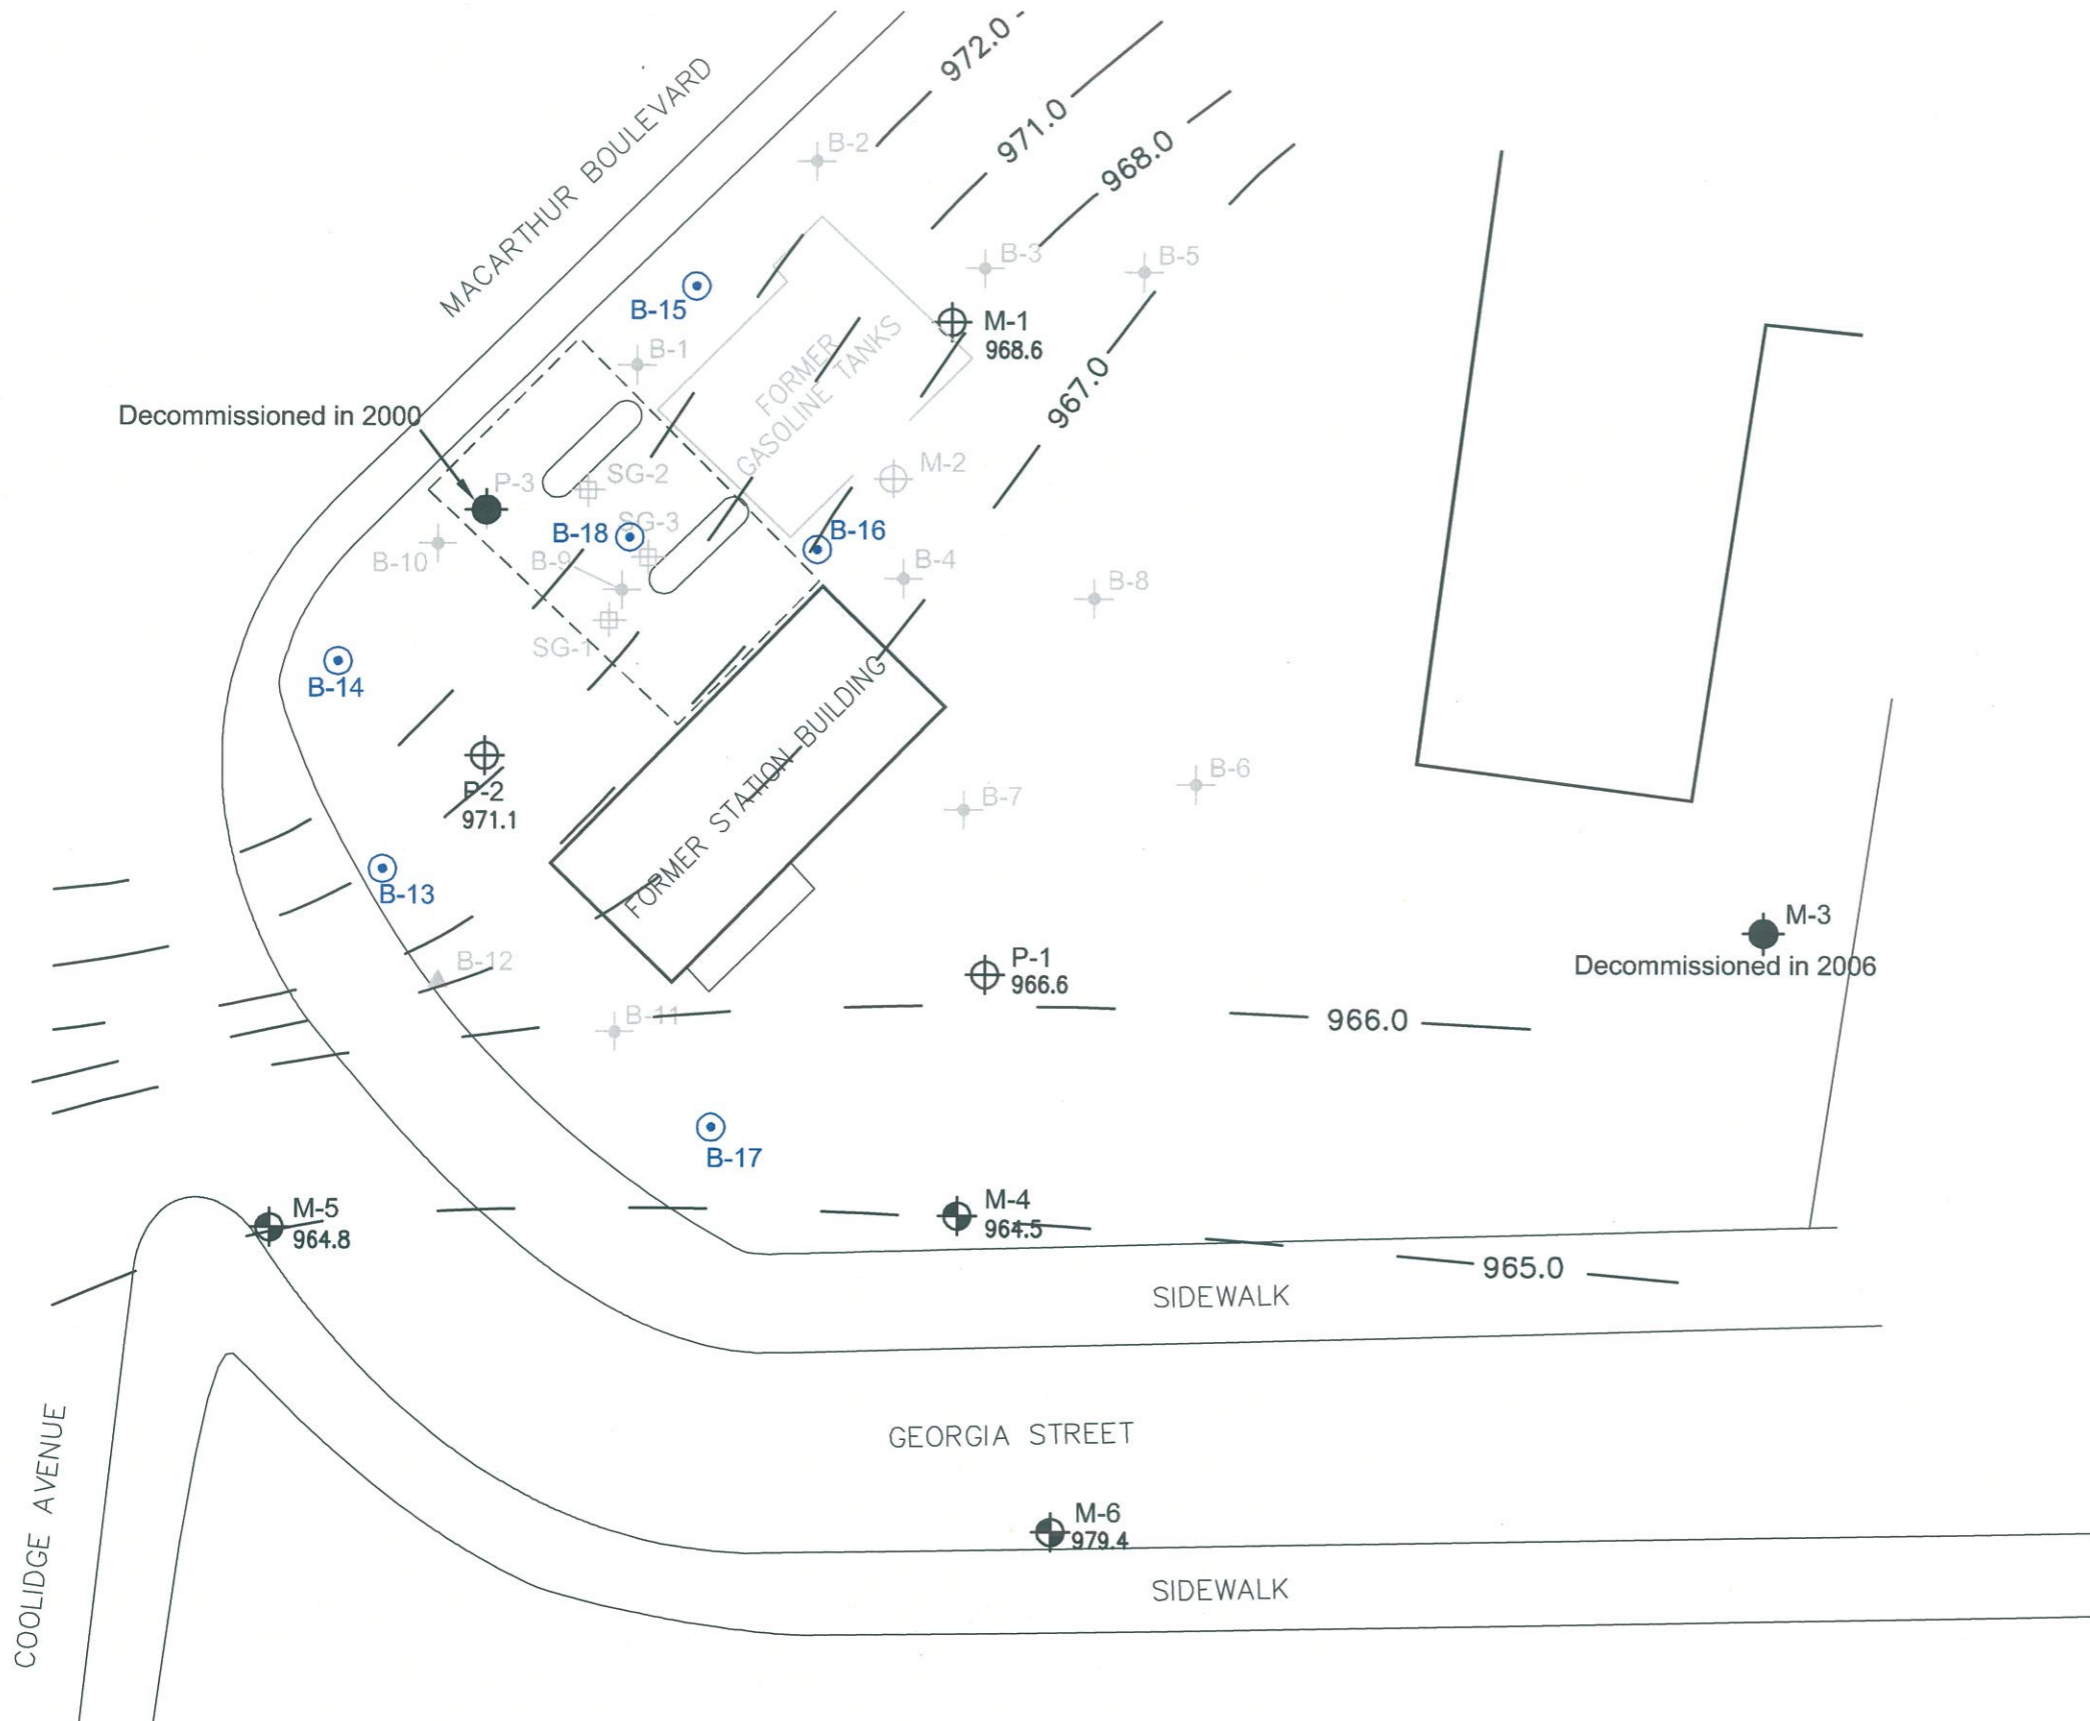 972.0
971.0
968.0
MACARTHUR BOULEVARD
B-2
B-3
B-5
B-15
M-1
968.6
B-1
FORMER
GASOLINE TANKS
967.0
Decommissioned in 2000
P-3
SG-2
M-2
SG-3
B-18
B-16
B-10
B-9
B-4
B-8
SG-1
B-14
FORMER STATION BUILDING
P-2
971.1
B-6
B-7
B-13
M-3
Decommissioned in 2006
B-12
P-1
966.6
B-11
966.0
B-17
M-5
964.8
M-4
964.5
965.0
SIDEWALK
GEORGIA STREET
COOLIDGE AVENUE
M-6
979.4
SIDEWALK